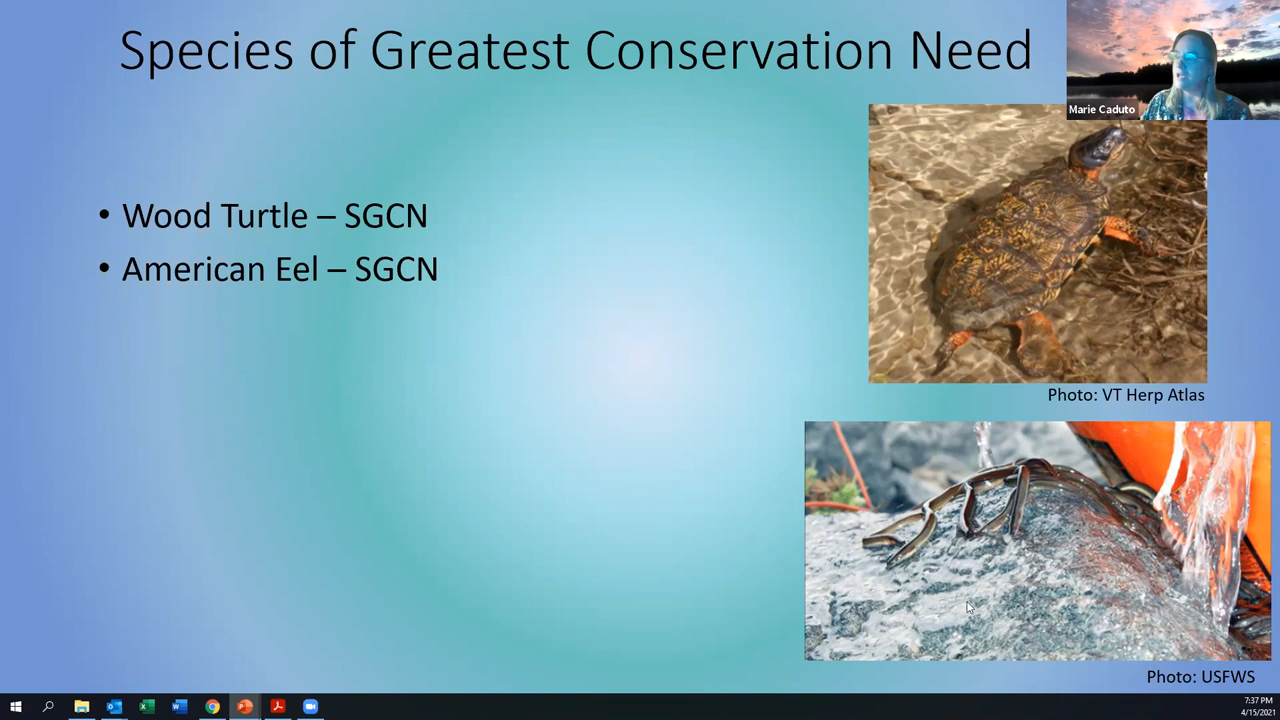 Species of Greatest Conservation Need
Marie Caduto
• Wood Turtle – SGCN
• American Eel – SGCN
Photo: VT Herp Atlas
Photo: USFWS
7:37 PM
4/15/2021